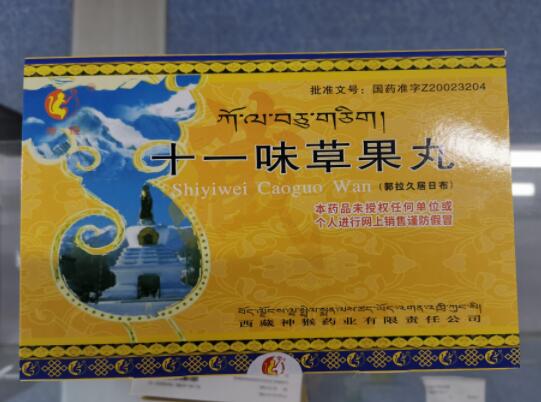 批准文号：国药准字Z20023204
ཀོ་ལ་བཅུ་གཅིག།
十一味草果丸
Shiyiwei Caoguo Wan
（郭拉久居日布）
本药品未授权任何单位或
个人进行网上销售谨防假冒
西藏神猴药业有限责任公司